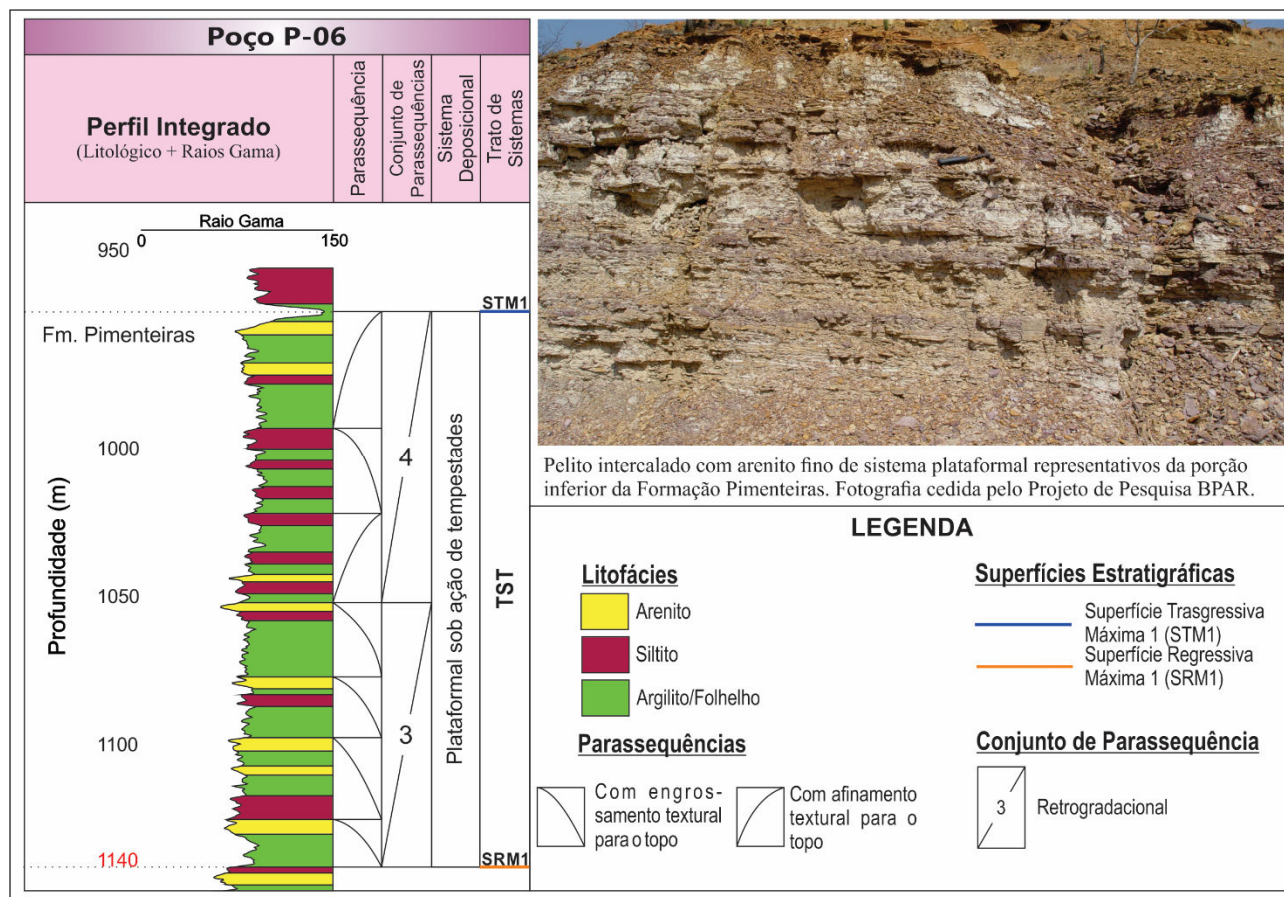 Poço P-06
Perfil Integrado
(Litológico + Raios Gama)
Parassequência
Conjunto de
Parassequências
Sistema
Deposicional
Trato de
Sistemas
Raio Gama
0 150
950
STM1
Fm. Pimenteiras
1000
4
Profundidade (m)
1050
Plataformal sob ação de tempestades
TST
3
1100
1140
SRM1
Pelito intercalado com arenito fino de sistema plataformal representativos da porção
inferior da Formação Pimenteiras. Fotografia cedida pelo Projeto de Pesquisa BPAR.
LEGENDA
Litofácies
Arenito
Siltito
Argilito/Folhelho
Superfícies Estratigráficas
Superfície Trasgressiva
Máxima 1 (STM1)
Superfície Regressiva
Máxima 1 (SRM1)
Parassequências
Com engros-
samento textural
para o topo
Com afinamento
textural para o
topo
Conjunto de Parassequência
3
Retrogradacional